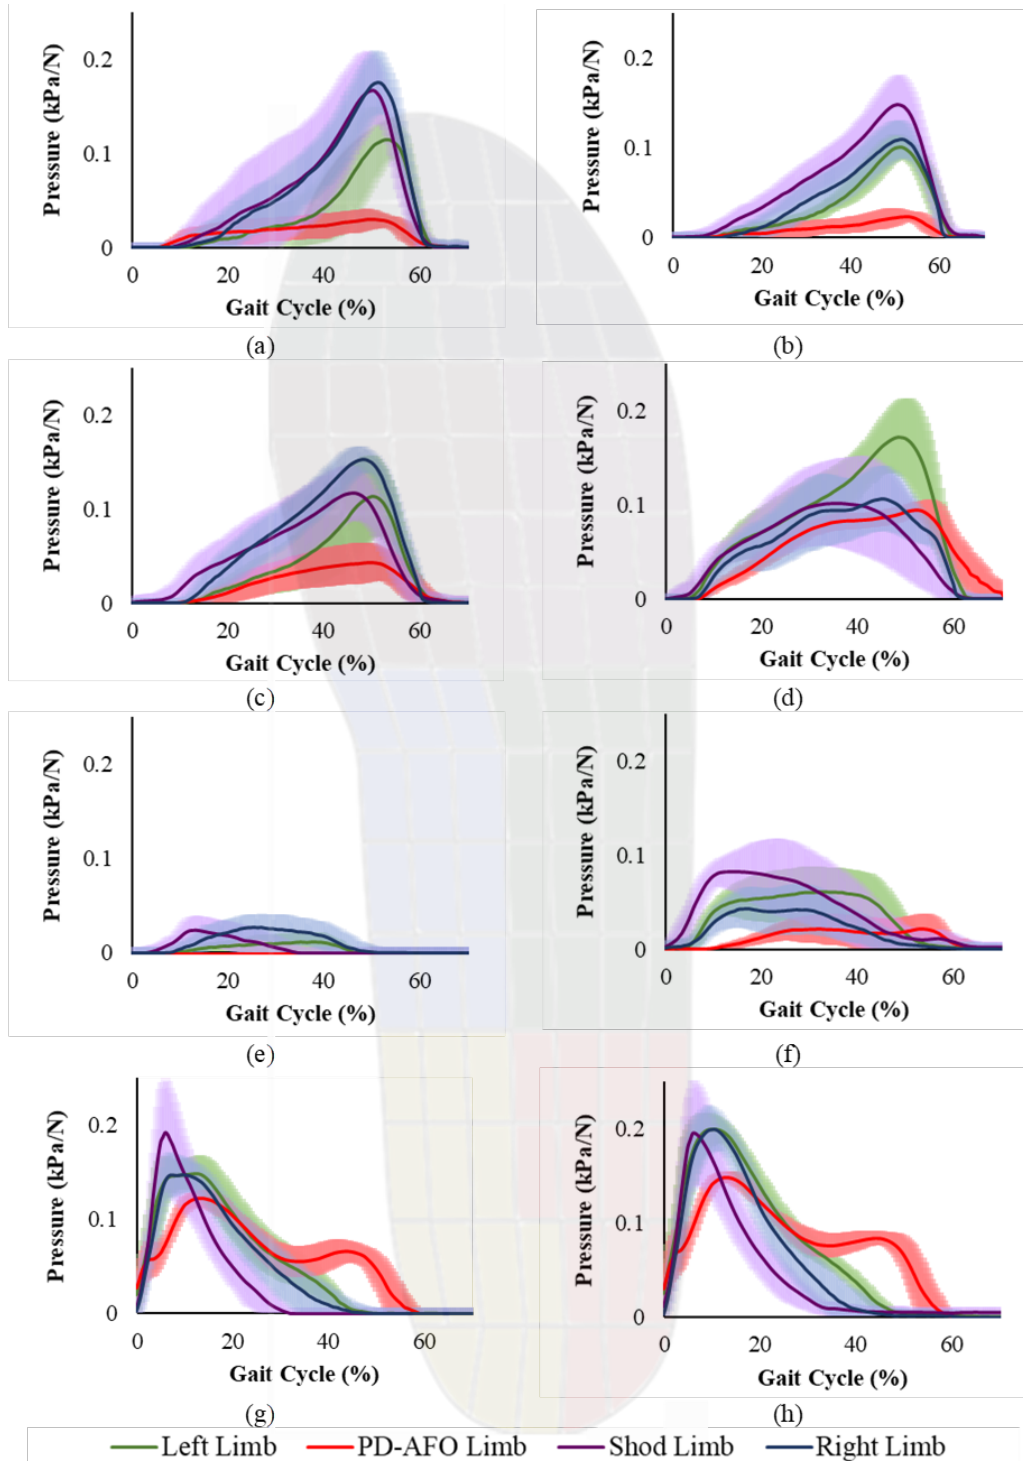 Pressure (kPa/N)
0.2
0.1
0
0 20 40 60
Gait Cycle (%)
(a)
Pressure (kPa/N)
0.2
0.1
0
0 20 40 60
Gait Cycle (%)
(b)
Pressure (kPa/N)
0.2
0.1
0
0 20 40 60
Gait Cycle (%)
(c)
Pressure (kPa/N)
0.2
0.1
0
0 20 40 60
Gait Cycle (%)
(d)
Pressure (kPa/N)
0.2
0.1
0
0 20 40 60
Gait Cycle (%)
(e)
Pressure (kPa/N)
0.2
0.1
0
0 20 40 60
Gait Cycle (%)
(f)
Pressure (kPa/N)
0.2
0.1
0
0 20 40 60
Gait Cycle (%)
(g)
Pressure (kPa/N)
0.2
0.1
0
0 20 40 60
Gait Cycle (%)
(h)
Left Limb PD-AFO Limb Shod Limb Right Limb